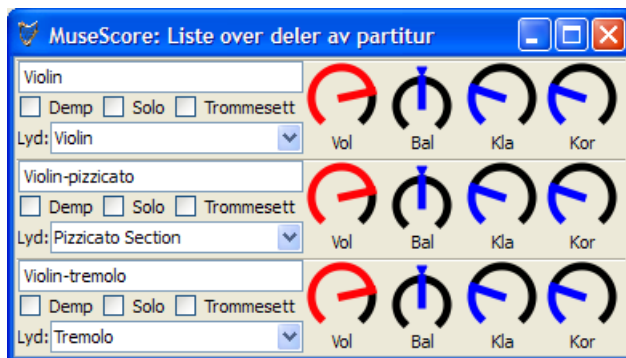 MuseScore: Liste over deler av partitur
Violin
Demp Solo Trommesett
Lyd: Violin
Vol Bal Kla Kor
Violin-pizzicato
Demp Solo Trommesett
Lyd: Pizzicato Section
Vol Bal Kla Kor
Violin-tremolo
Demp Solo Trommesett
Lyd: Tremolo
Vol Bal Kla Kor